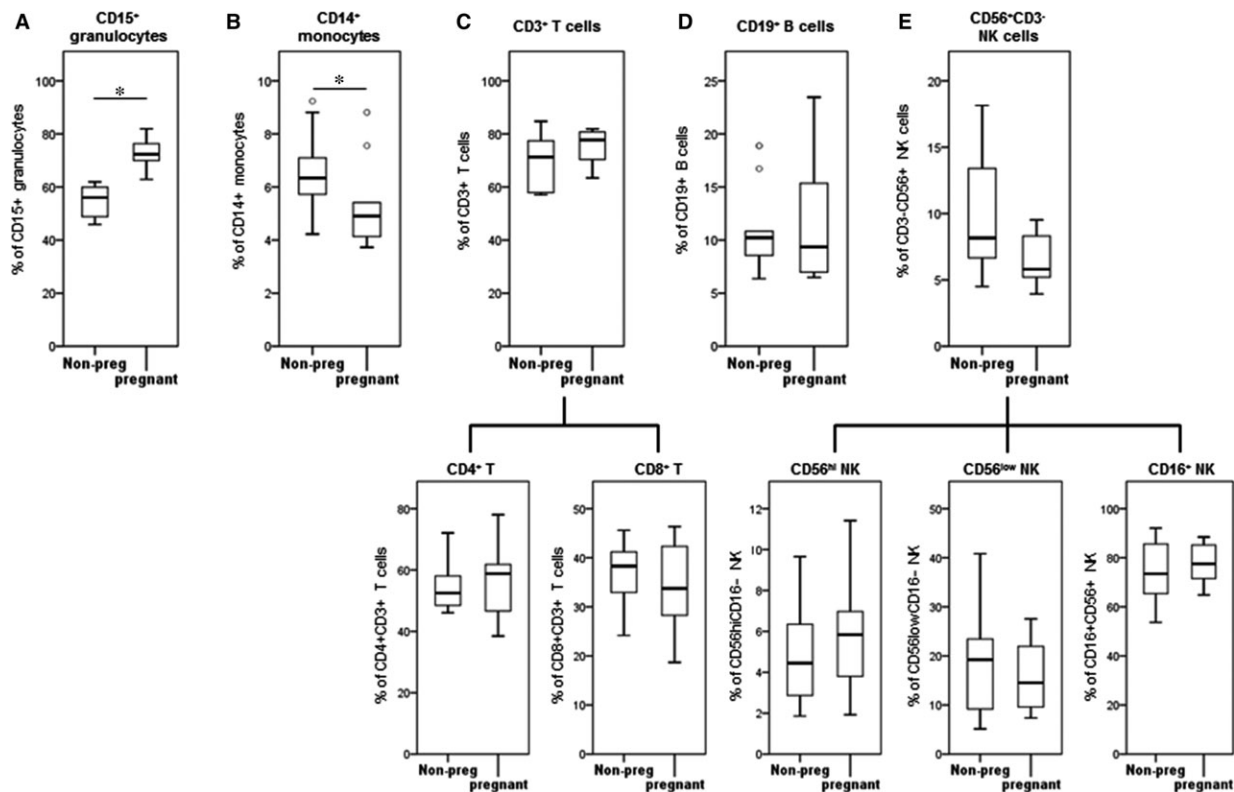 A
CD15+
granulocytes
% of CD15+ granulocytes
100
80
60
40
20
0
Non-preg
pregnant
*
B
CD14+
monocytes
% of CD14+ monocytes
10
8
6
4
2
0
Non-preg
pregnant
*
C
CD3+ T cells
% of CD3+ T cells
100
80
60
40
20
0
Non-preg
pregnant
D
CD19+ B cells
% of CD19+ B cells
25
20
15
10
5
0
Non-preg
pregnant
E
CD56+CD3-
NK cells
% of CD3-CD56+ NK cells
20
15
10
5
0
Non-preg
pregnant
CD4+ T
% of CD4+CD3+ T cells
80
60
40
20
0
Non-preg
pregnant
CD8+ T
% of CD8+CD3+ T cells
50
40
30
20
10
0
Non-preg
pregnant
CD56hi NK
% of CD56hiCD16- NK
12
10
8
6
4
2
0
Non-preg
pregnant
CD56low NK
% of CD56lowCD16- NK
50
40
30
20
10
0
Non-preg
pregnant
CD16+ NK
% of CD16+CD56+ NK
100
80
60
40
20
0
Non-preg
pregnant